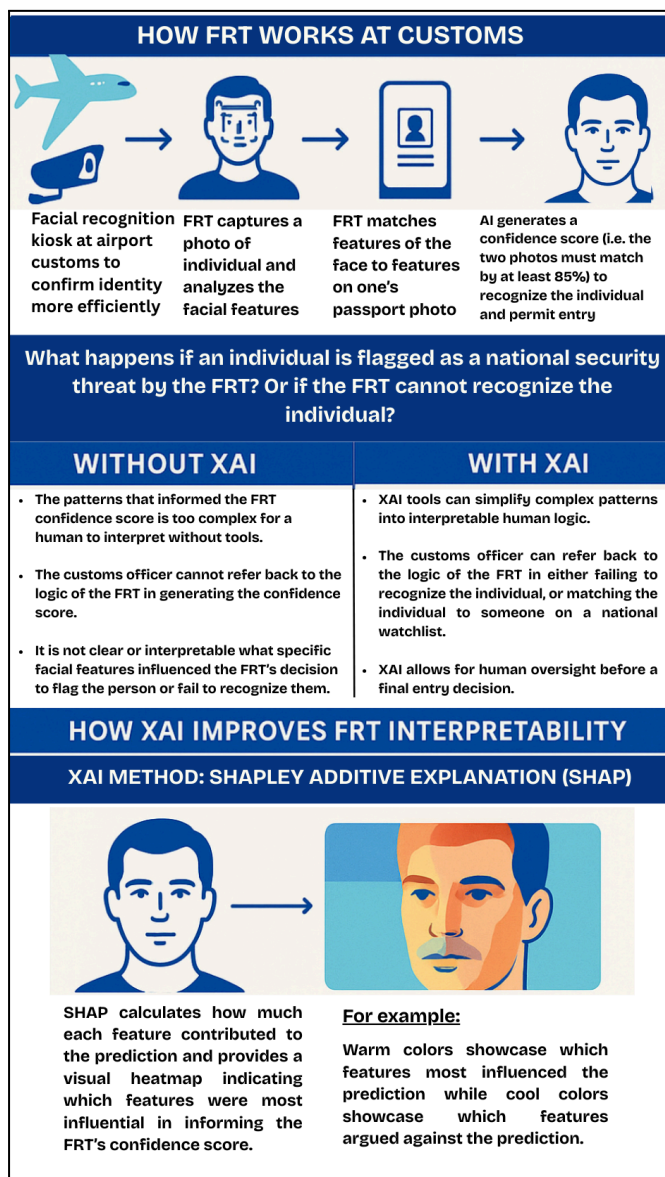 HOW FRT WORKS AT CUSTOMS
Facial recognition
kiosk at airport
customs to
confirm identity
more efficiently
FRT captures a
photo of
individual and
analyzes the
facial features
FRT matches
features of the
face to features
on one's
passport photo
AI generates a
confidence score (i.e. the
two photos must match
by at least 85%) to
recognize the individual
and permit entry
What happens if an individual is flagged as a national security
threat by the FRT? Or if the FRT cannot recognize the
individual?
WITHOUT XAI
• The patterns that informed the FRT
confidence score is too complex for a
human to interpret without tools.
• The customs officer cannot refer back to the
logic of the FRT in generating the confidence
score.
• It is not clear or interpretable what specific
facial features influenced the FRT's decision
to flag the person or fail to recognize them.
WITH XAI
• XAI tools can simplify complex patterns
into interpretable human logic.
• The customs officer can refer back to
the logic of the FRT in either failing to
recognize the individual, or matching the
individual to someone on a national
watchlist.
• XAI allows for human oversight before a
final entry decision.
HOW XAI IMPROVES FRT INTERPRETABILITY
XAI METHOD: SHAPLEY ADDITIVE EXPLANATION (SHAP)
SHAP calculates how much
each feature contributed to
the prediction and provides a
visual heatmap indicating
which features were most
influential in informing the
FRT's confidence score.
For example:
Warm colors showcase which
features most influenced the
prediction while cool colors
showcase which features
argued against the prediction.